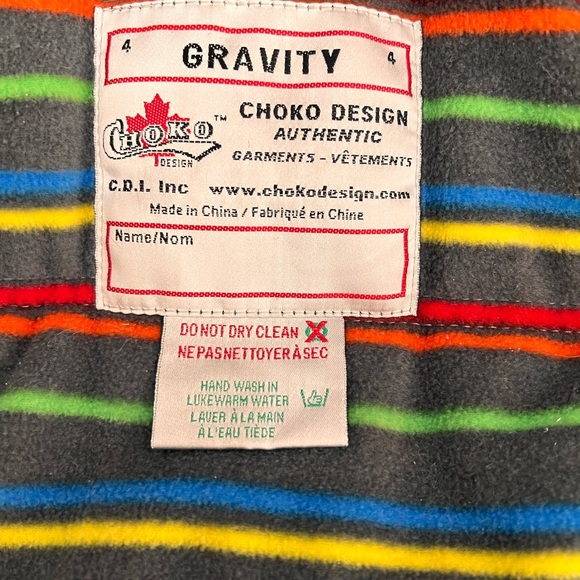 4 GRAVITY 4
CHOKO™
DESIGN
CHOKO DESIGN
AUTHENTIC
GARMENTS - VÊTEMENTS
C.D.I. Inc www.chokodesign.com
Made in China / Fabriqué en Chine
Name/Nom
DO NOT DRY CLEAN
NE PAS NETTOYER À SEC
HAND WASH IN
LUKEWARM WATER
LAVER À LA MAIN
À L'EAU TIÈDE